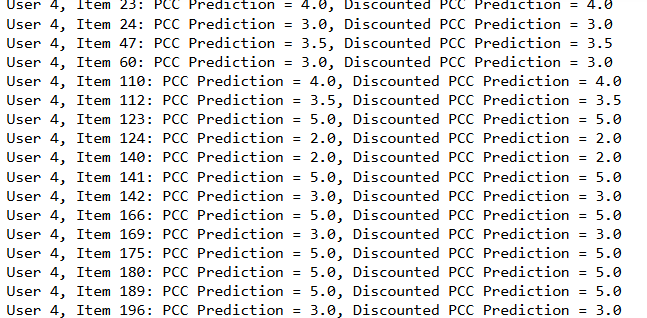 User 4, Item 23: PCC Prediction = 4.0, Discounted PCC Prediction = 4.0
User 4, Item 24: PCC Prediction = 3.0, Discounted PCC Prediction = 3.0
User 4, Item 47: PCC Prediction = 3.5, Discounted PCC Prediction = 3.5
User 4, Item 60: PCC Prediction = 3.0, Discounted PCC Prediction = 3.0
User 4, Item 110: PCC Prediction = 4.0, Discounted PCC Prediction = 4.0
User 4, Item 112: PCC Prediction = 3.5, Discounted PCC Prediction = 3.5
User 4, Item 123: PCC Prediction = 5.0, Discounted PCC Prediction = 5.0
User 4, Item 124: PCC Prediction = 2.0, Discounted PCC Prediction = 2.0
User 4, Item 140: PCC Prediction = 2.0, Discounted PCC Prediction = 2.0
User 4, Item 141: PCC Prediction = 5.0, Discounted PCC Prediction = 5.0
User 4, Item 142: PCC Prediction = 3.0, Discounted PCC Prediction = 3.0
User 4, Item 166: PCC Prediction = 5.0, Discounted PCC Prediction = 5.0
User 4, Item 169: PCC Prediction = 3.0, Discounted PCC Prediction = 3.0
User 4, Item 175: PCC Prediction = 5.0, Discounted PCC Prediction = 5.0
User 4, Item 180: PCC Prediction = 5.0, Discounted PCC Prediction = 5.0
User 4, Item 189: PCC Prediction = 5.0, Discounted PCC Prediction = 5.0
User 4, Item 196: PCC Prediction = 3.0, Discounted PCC Prediction = 3.0